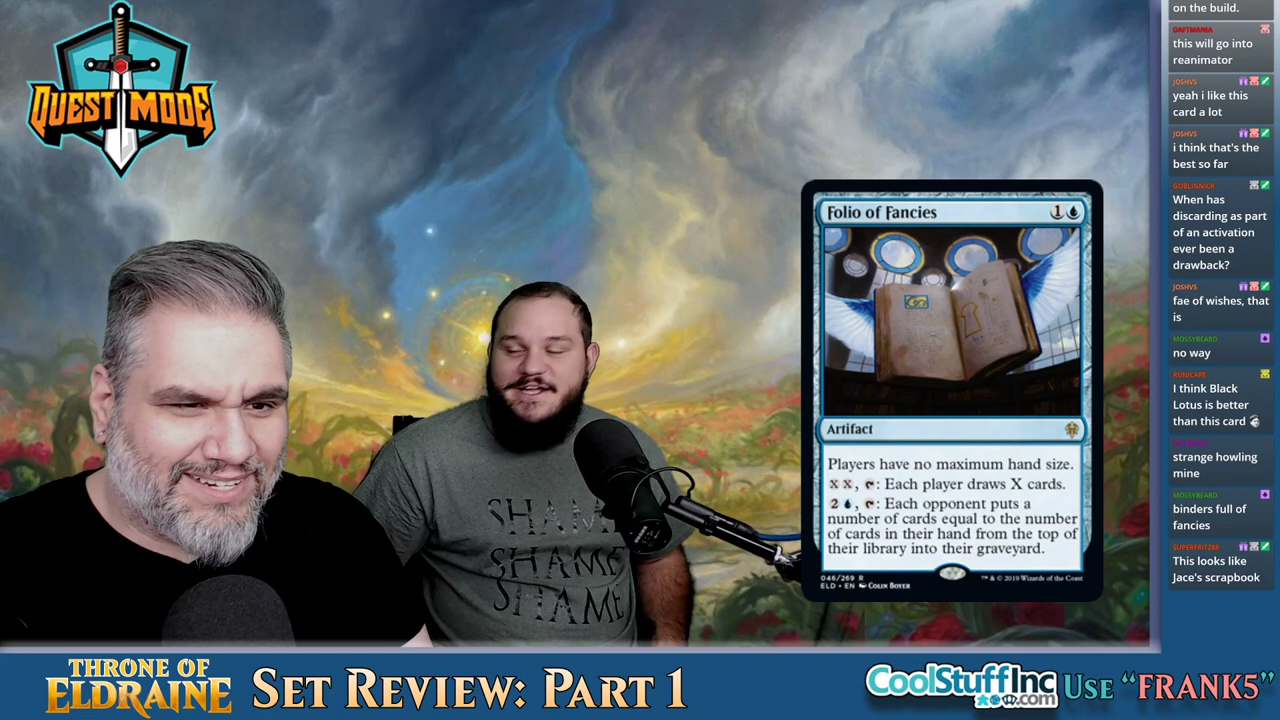 QUEST MODE
SHAME
SHAME
SHAME
Folio of Fancies
1
Artifact
Players have no maximum hand size.
X X, : Each player draws X cards.
2 , : Each opponent puts a
number of cards equal to the number
of cards in their hand from the top of
their library into their graveyard.
046/269 R
ELD • EN Colin Boyer
™ & © 2019 Wizards of the Coast
on the build.
DAFTMANIA
this will go into
reanimator
JOSHVS
yeah i like this
card a lot
JOSHVS
i think that's the
best so far
GOBLINNICK
When has
discarding as part
of an activation
ever been a
drawback?
JOSHVS
fae of wishes, that
is
MOSSYBEARD
no way
RUNICAPE
I think Black
Lotus is better
than this card
strange howling
mine
MOSSYBEARD
binders full of
fancies
SUPERFRITZBE
This looks like
Jace's scrapbook
THRONE OF
ELDRAINE
SET REVIEW: PART 1
CoolStuffInc
.com
USE "FRANK5"